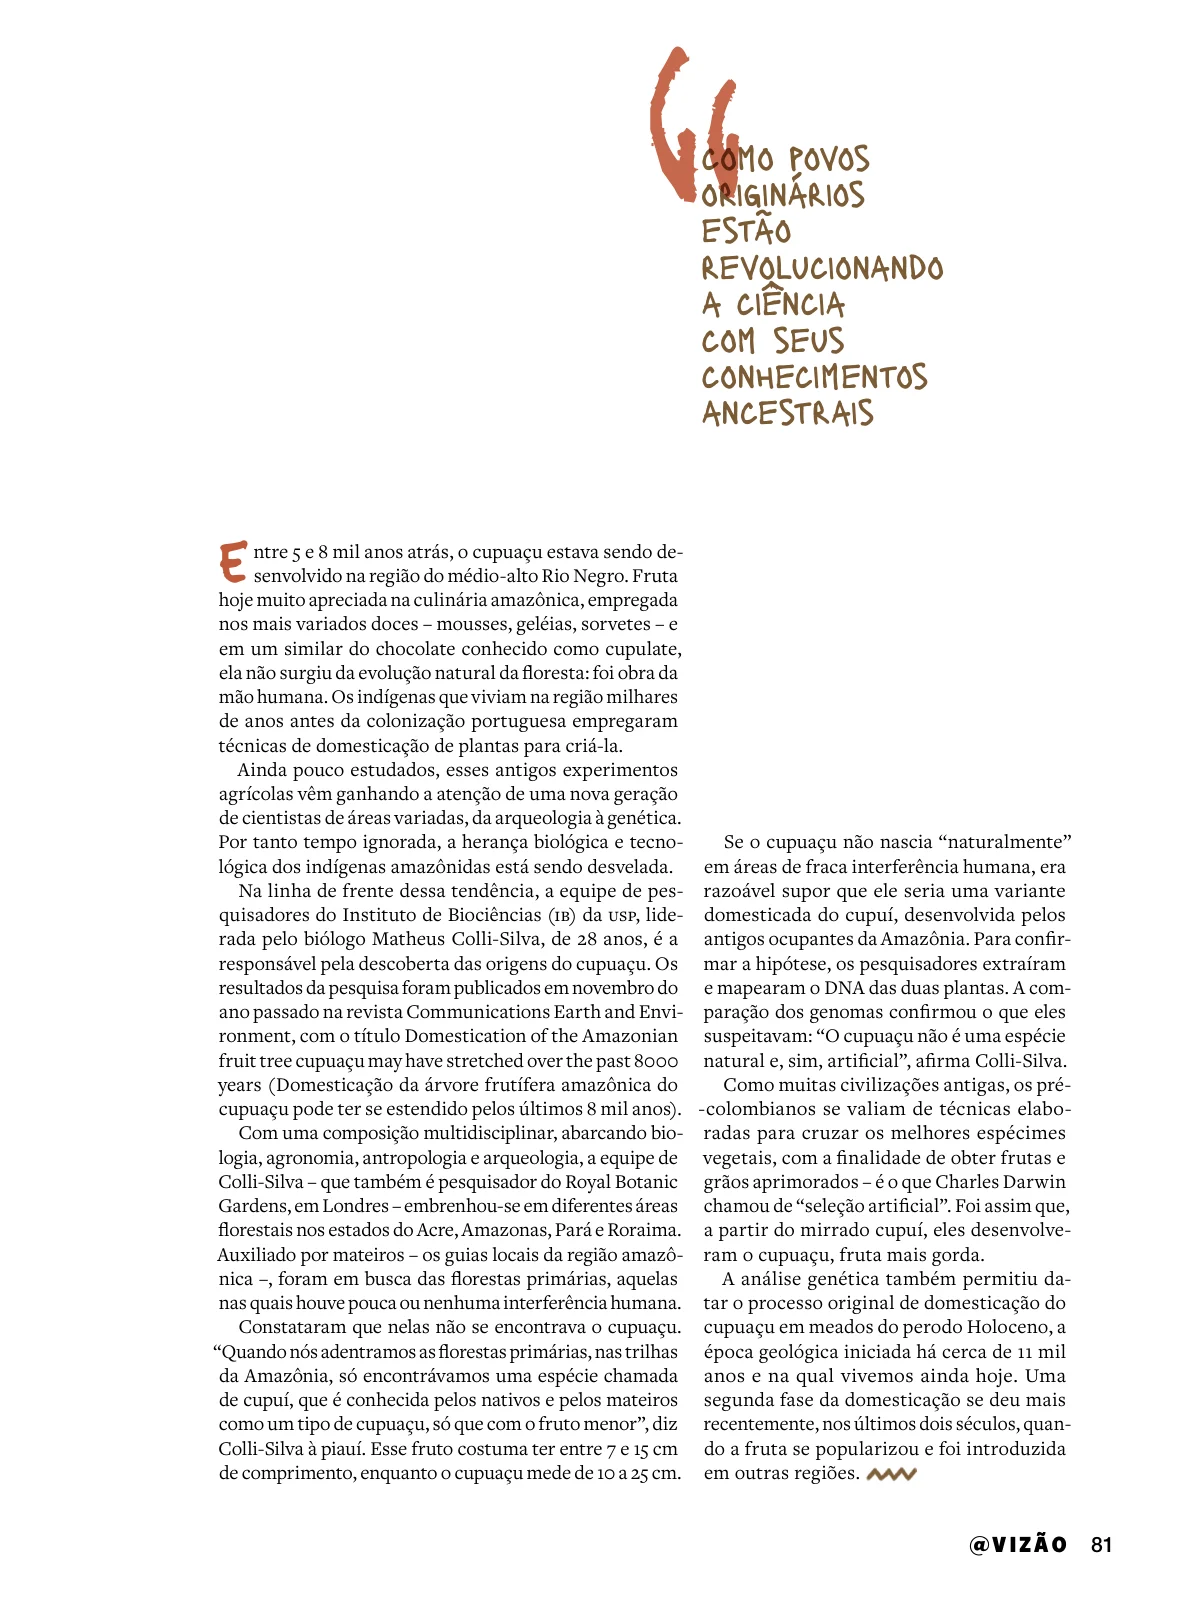 COMO POVOS
ORIGINÁRIOS
ESTÃO
REVOLUCIONANDO
A CIÊNCIA
COM SEUS
CONHECIMENTOS
ANCESTRAIS
Entre 5 e 8 mil anos atrás, o cupuaçu estava sendo de-
senvolvido na região do médio-alto Rio Negro. Fruta
hoje muito apreciada na culinária amazônica, empregada
nos mais variados doces – mousses, geléias, sorvetes – e
em um similar do chocolate conhecido como cupulate,
ela não surgiu da evolução natural da floresta: foi obra da
mão humana. Os indígenas que viviam na região milhares
de anos antes da colonização portuguesa empregaram
técnicas de domesticação de plantas para criá-la.
Ainda pouco estudados, esses antigos experimentos
agrícolas vêm ganhando a atenção de uma nova geração
de cientistas de áreas variadas, da arqueologia à genética.
Por tanto tempo ignorada, a herança biológica e tecno-
lógica dos indígenas amazônidas está sendo desvelada.
Na linha de frente dessa tendência, a equipe de pes-
quisadores do Instituto de Biociências (IB) da USP, lide-
rada pelo biólogo Matheus Colli-Silva, de 28 anos, é a
responsável pela descoberta das origens do cupuaçu. Os
resultados da pesquisa foram publicados em novembro do
ano passado na revista Communications Earth and Envi-
ronment, com o título Domestication of the Amazonian
fruit tree cupuaçu may have stretched over the past 8000
years (Domesticação da árvore frutífera amazônica do
cupuaçu pode ter se estendido pelos últimos 8 mil anos).
Com uma composição multidisciplinar, abarcando bio-
logia, agronomia, antropologia e arqueologia, a equipe de
Colli-Silva – que também é pesquisador do Royal Botanic
Gardens, em Londres – embrenhou-se em diferentes áreas
florestais nos estados do Acre, Amazonas, Pará e Roraima.
Auxiliado por mateiros – os guias locais da região amazô-
nica –, foram em busca das florestas primárias, aquelas
nas quais houve pouca ou nenhuma interferência humana.
Constataram que nelas não se encontrava o cupuaçu.
“Quando nós adentramos as florestas primárias, nas trilhas
da Amazônia, só encontrávamos uma espécie chamada
de cupuí, que é conhecida pelos nativos e pelos mateiros
como um tipo de cupuaçu, só que com o fruto menor”, diz
Colli-Silva à piauí. Esse fruto costuma ter entre 7 e 15 cm
de comprimento, enquanto o cupuaçu mede de 10 a 25 cm.
Se o cupuaçu não nascia “naturalmente”
em áreas de fraca interferência humana, era
razoável supor que ele seria uma variante
domesticada do cupuí, desenvolvida pelos
antigos ocupantes da Amazônia. Para confir-
mar a hipótese, os pesquisadores extraíram
e mapearam o DNA das duas plantas. A com-
paração dos genomas confirmou o que eles
suspeitavam: “O cupuaçu não é uma espécie
natural e, sim, artificial”, afirma Colli-Silva.
Como muitas civilizações antigas, os pré-
-colombianos se valiam de técnicas elabo-
radas para cruzar os melhores espécimes
vegetais, com a finalidade de obter frutas e
grãos aprimorados – é o que Charles Darwin
chamou de “seleção artificial”. Foi assim que,
a partir do mirrado cupuí, eles desenvolve-
ram o cupuaçu, fruta mais gorda.
A análise genética também permitiu da-
tar o processo original de domesticação do
cupuaçu em meados do perodo Holoceno, a
época geológica iniciada há cerca de 11 mil
anos e na qual vivemos ainda hoje. Uma
segunda fase da domesticação se deu mais
recentemente, nos últimos dois séculos, quan-
do a fruta se popularizou e foi introduzida
em outras regiões.
@VIZÃO 81